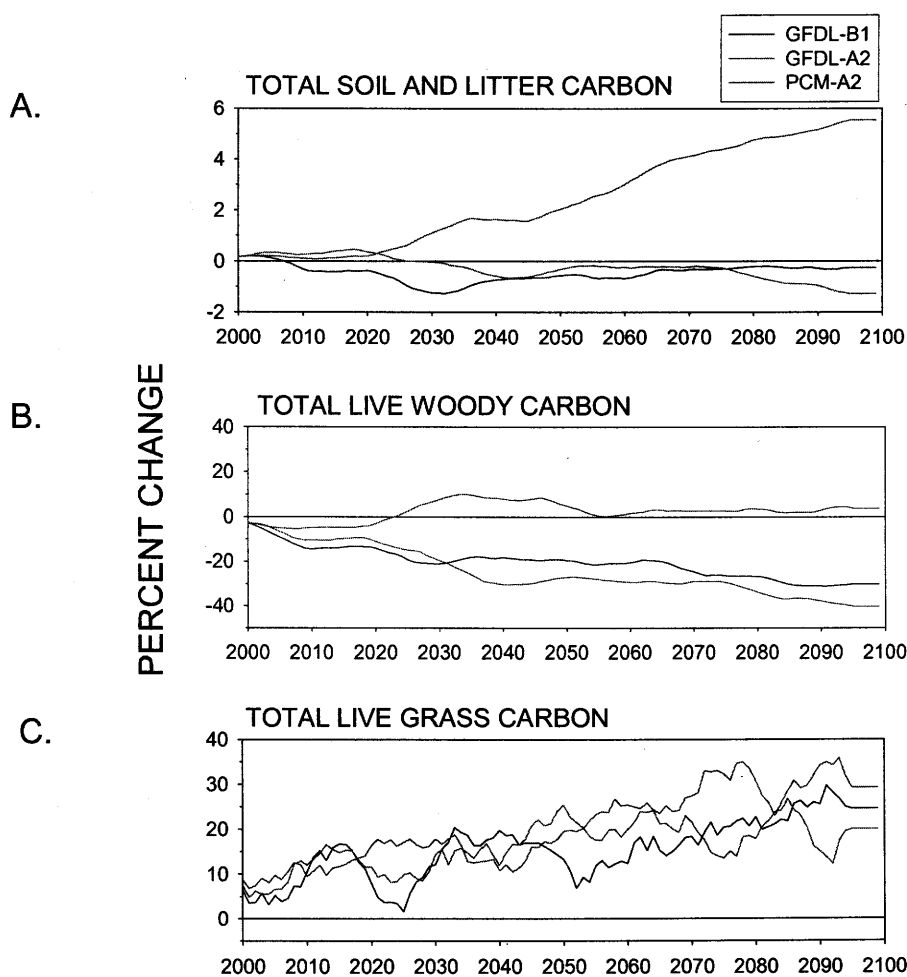 GFDL-B1
GFDL-A2
PCM-A2
A.
TOTAL SOIL AND LITTER CARBON
6
4
2
0
-2
2000 2010 2020 2030 2040 2050 2060 2070 2080 2090 2100
PERCENT CHANGE
B.
TOTAL LIVE WOODY CARBON
40
20
0
-20
-40
2000 2010 2020 2030 2040 2050 2060 2070 2080 2090 2100
C.
TOTAL LIVE GRASS CARBON
40
30
20
10
0
2000 2010 2020 2030 2040 2050 2060 2070 2080 2090 2100